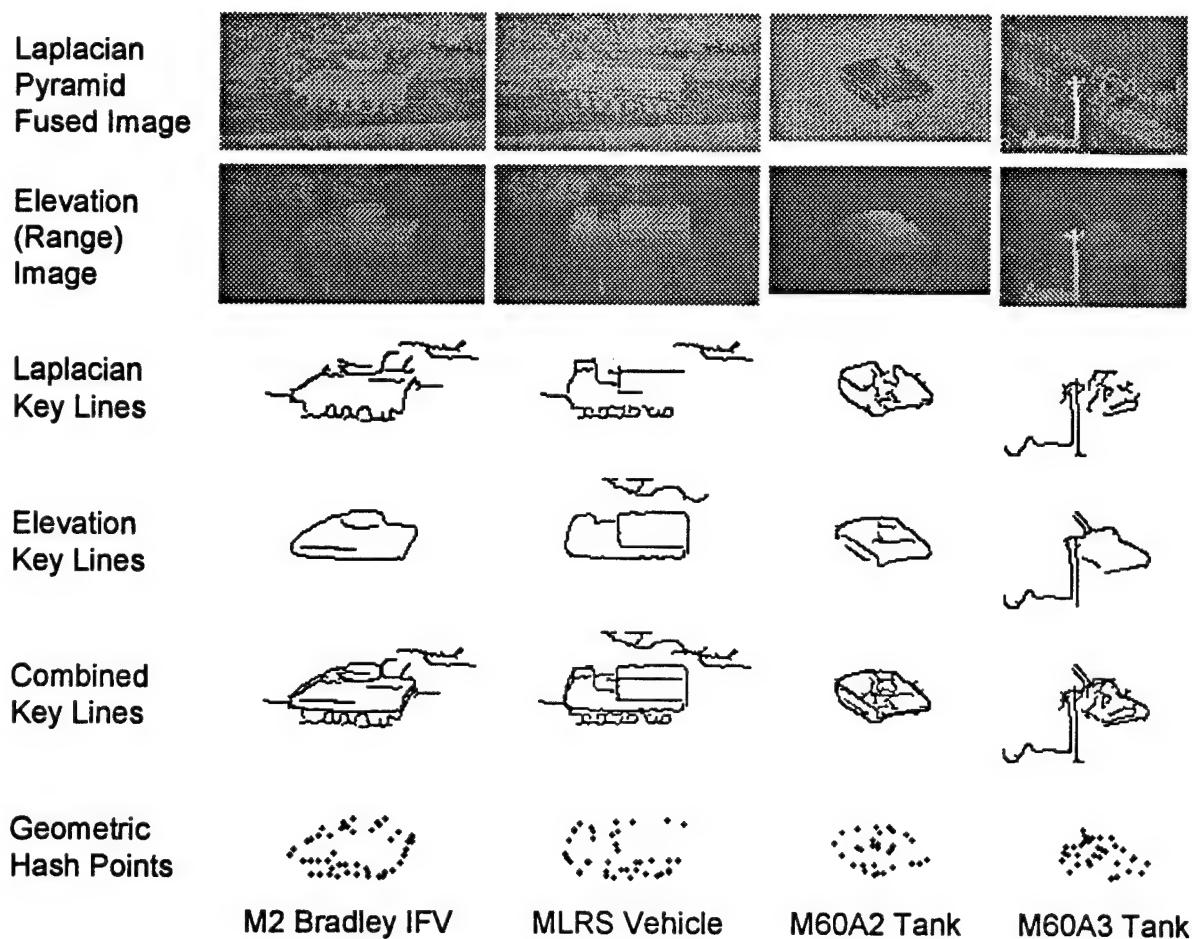 Laplacian
Pyramid
Fused Image
Elevation
(Range)
Image
Laplacian
Key Lines
Elevation
Key Lines
Combined
Key Lines
Geometric
Hash Points
M2 Bradley IFV
MLRS Vehicle
M60A2 Tank
M60A3 Tank